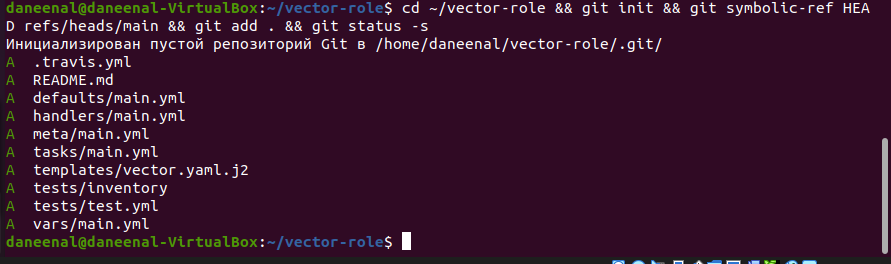 daneenal@daneenal-VirtualBox:~/vector-role$ cd ~/vector-role && git init && git symbolic-ref HEA
D refs/heads/main && git add . && git status -s
Инициализирован пустой репозиторий Git в /home/daneenal/vector-role/.git/
A  .travis.yml
A  README.md
A  defaults/main.yml
A  handlers/main.yml
A  meta/main.yml
A  tasks/main.yml
A  templates/vector.yaml.j2
A  tests/inventory
A  tests/test.yml
A  vars/main.yml
daneenal@daneenal-VirtualBox:~/vector-role$